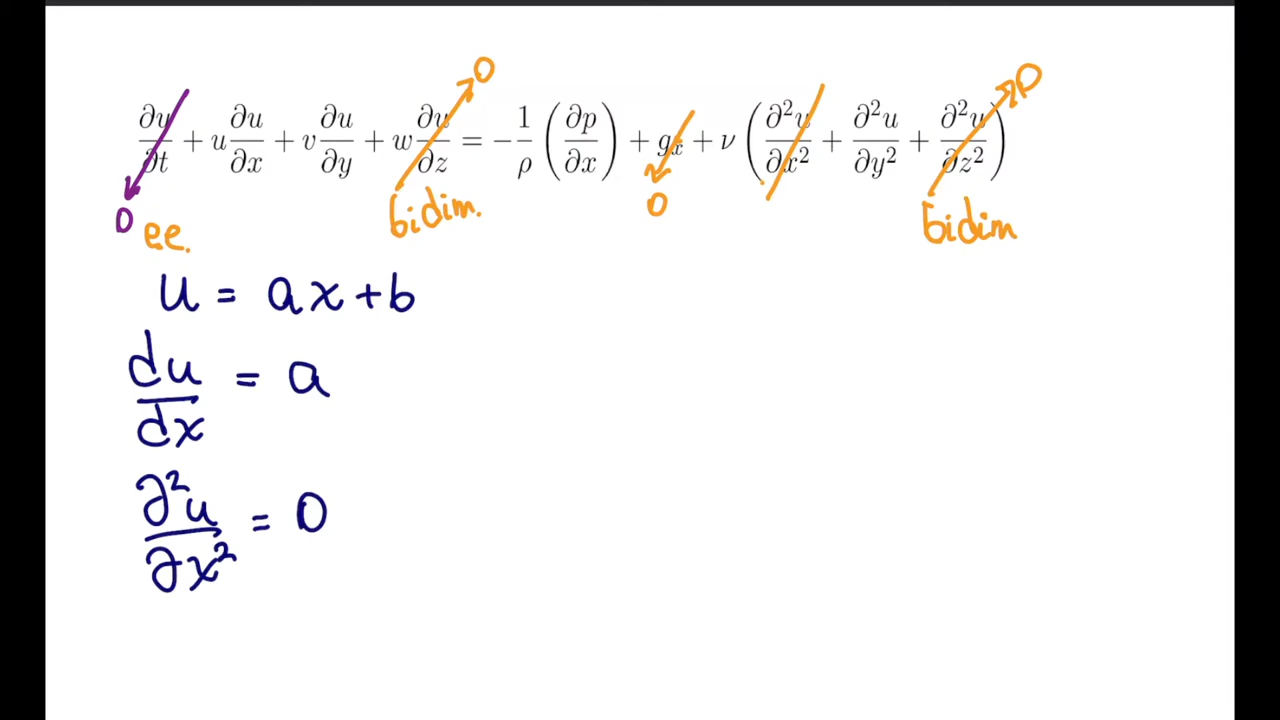 0 0
∂u/∂t + u ∂u/∂x + v ∂u/∂y + w ∂u/∂z = −1/ρ (∂p/∂x) + gₓ + ν (∂²u/∂x² + ∂²u/∂y² + ∂²u/∂z²)
0 ee. bidim. 0 bidim
u = ax + b
du/dx = a
∂²u/∂x² = 0